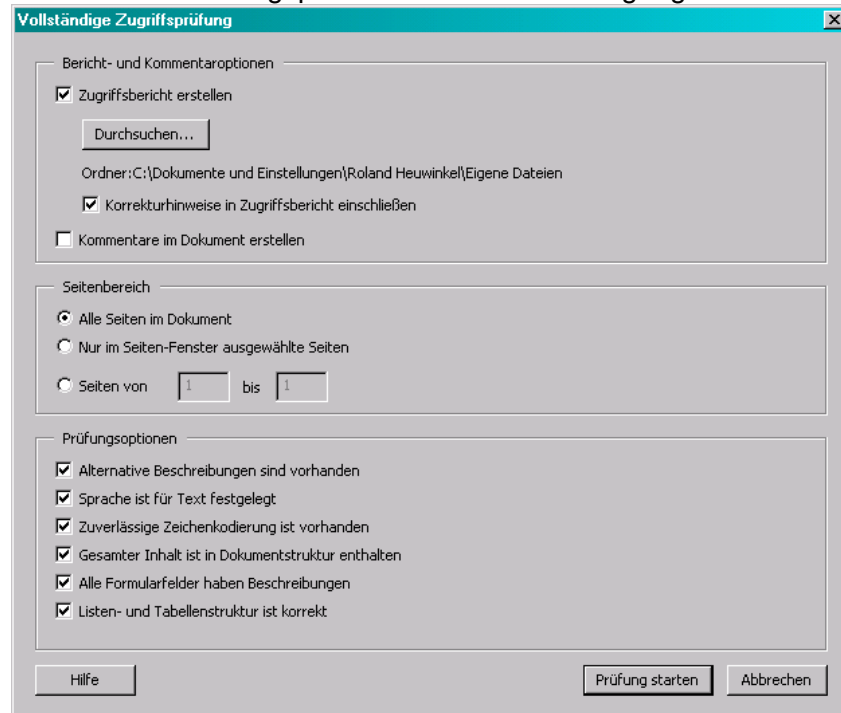 Vollständige Zugriffsprüfung
Bericht- und Kommentaroptionen
Zugriffsbericht erstellen
Durchsuchen...
Ordner:C:\Dokumente und Einstellungen\Roland Heuwinkel\Eigene Dateien
Korrekturhinweise in Zugriffsbericht einschließen
Kommentare im Dokument erstellen
Seitenbereich
Alle Seiten im Dokument
Nur im Seiten-Fenster ausgewählte Seiten
Seiten von 1 bis 1
Prüfungsoptionen
Alternative Beschreibungen sind vorhanden
Sprache ist für Text festgelegt
Zuverlässige Zeichenkodierung ist vorhanden
Gesamter Inhalt ist in Dokumentstruktur enthalten
Alle Formularfelder haben Beschreibungen
Listen- und Tabellenstruktur ist korrekt
Hilfe Prüfung starten Abbrechen